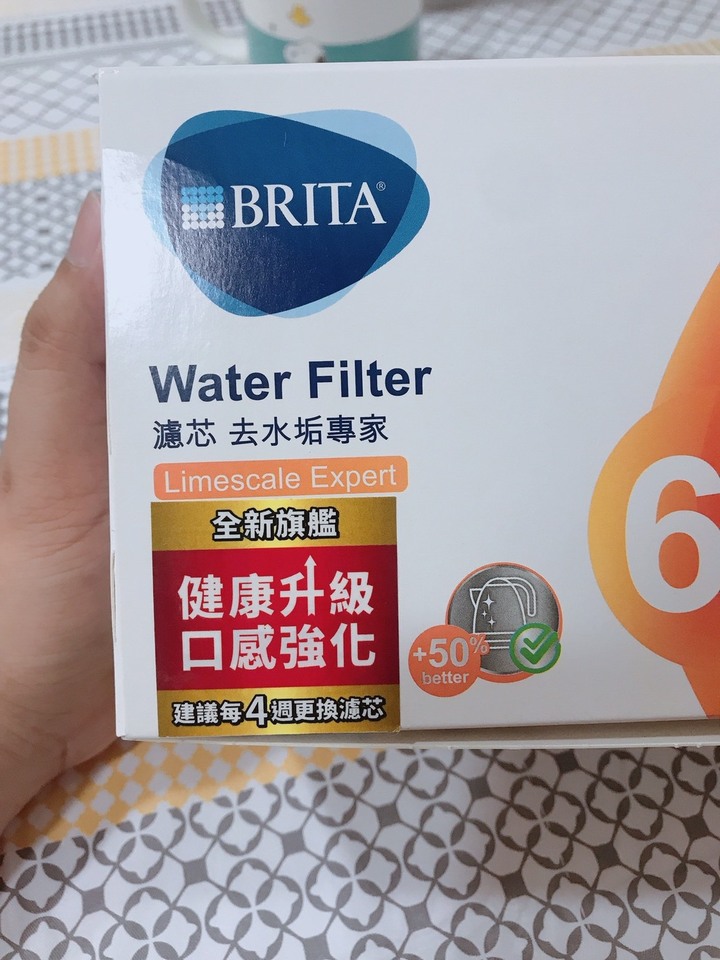 BRITA®
Water Filter
濾芯 去水垢專家
Limescale Expert
全新旗艦
健康升級
口感強化
建議每4週更換濾芯
+50%
better
6